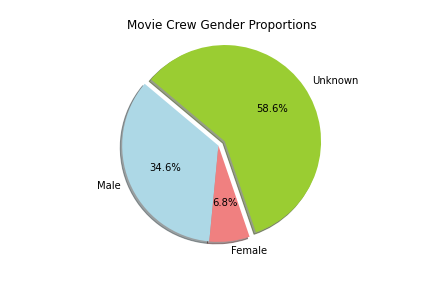 Movie Crew Gender Proportions
Unknown
58.6%
34.6%
Male
6.8%
Female